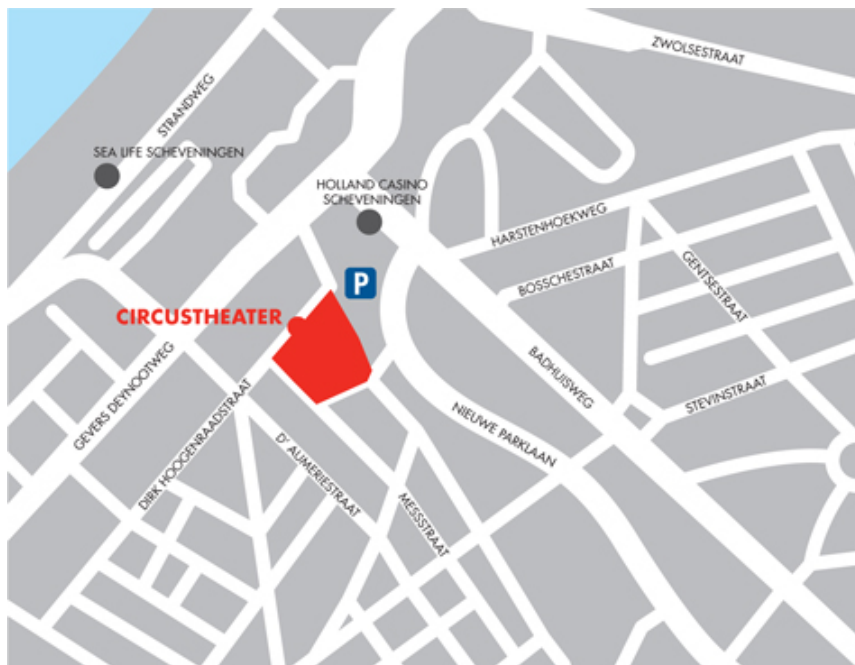 ZWOLSESTRAAT
STRANDWEG
SEA LIFE SCHEVENINGEN
HOLLAND CASINO
SCHEVENINGEN
HARSTENHOEKWEG
BOSSCHESTRAAT
GENTSESTRAAT
P
CIRCUSTHEATER
GEVERS DEYNOOTWEG
BADHUISWEG
STEVINSTRAAT
DIRK HOOGENRAADSTRAAT
NIEUWE PARKLAAN
D' AUMERIESTRAAT
MESSSTRAAT